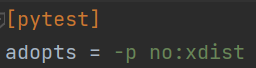 [pytest]
adopts = -p no:xdist